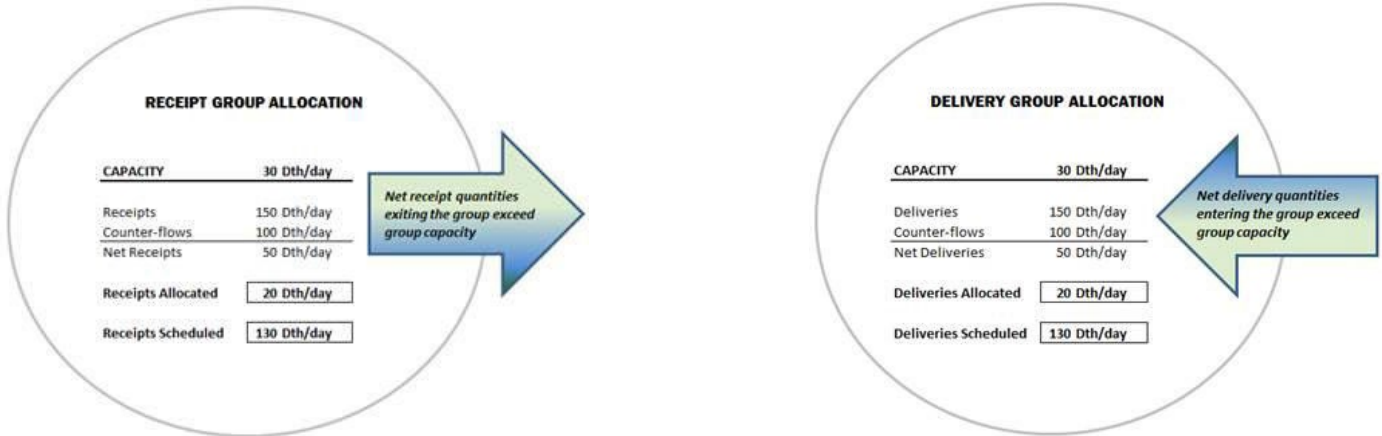 RECEIPT GROUP ALLOCATION
CAPACITY 30 Dth/day
Receipts 150 Dth/day
Counter-flows 100 Dth/day
Net Receipts 50 Dth/day
Receipts Allocated 20 Dth/day
Receipts Scheduled 130 Dth/day
Net receipt quantities
exiting the group exceed
group capacity
DELIVERY GROUP ALLOCATION
CAPACITY 30 Dth/day
Deliveries 150 Dth/day
Counter-flows 100 Dth/day
Net Deliveries 50 Dth/day
Deliveries Allocated 20 Dth/day
Deliveries Scheduled 130 Dth/day
Net delivery quantities
entering the group exceed
group capacity